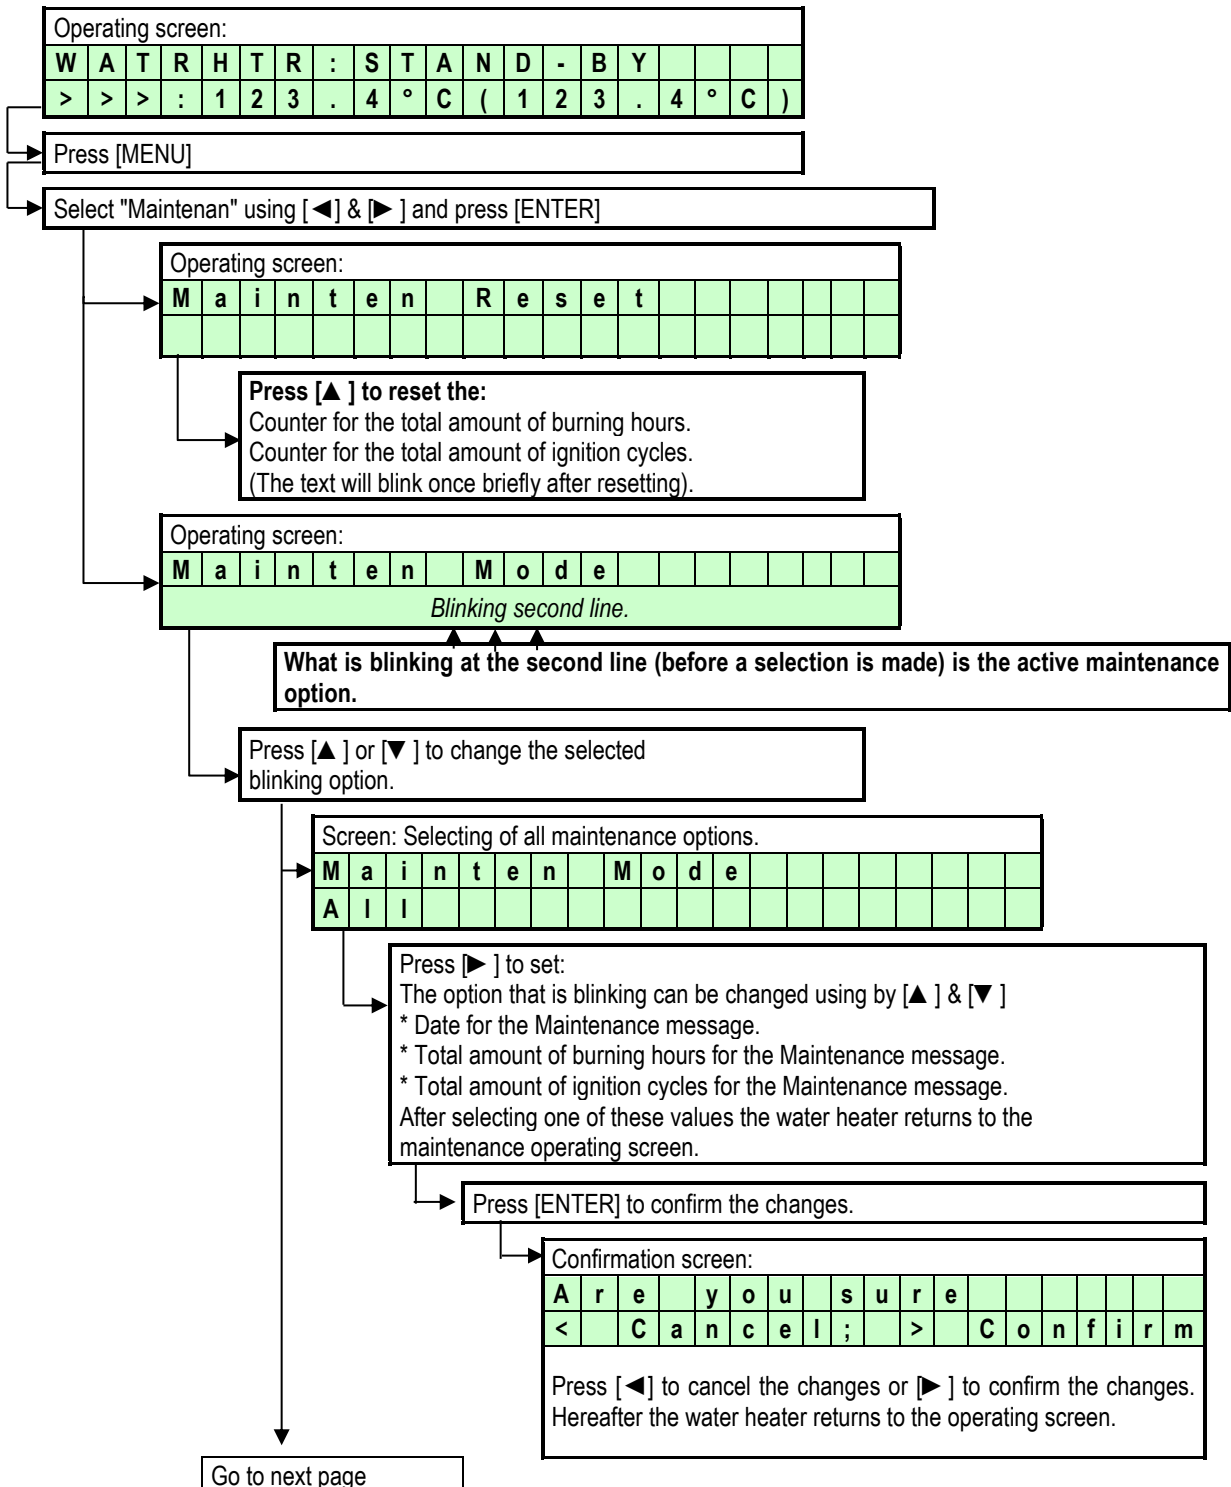 Operating screen:
WATRHTR:STAND-BY
>>>:123.4°C(123.4°C)
Press [MENU]
Select "Maintenan" using [◄] & [► ] and press [ENTER]
Operating screen:
Mainten Reset
Press [▲ ] to reset the:
Counter for the total amount of burning hours.
Counter for the total amount of ignition cycles.
(The text will blink once briefly after resetting).
Operating screen:
Mainten Mode
Blinking second line.
What is blinking at the second line (before a selection is made) is the active maintenance
option.
Press [▲ ] or [▼ ] to change the selected
blinking option.
Screen: Selecting of all maintenance options.
Mainten Mode
All
Press [► ] to set:
The option that is blinking can be changed using by [▲ ] & [▼ ]
* Date for the Maintenance message.
* Total amount of burning hours for the Maintenance message.
* Total amount of ignition cycles for the Maintenance message.
After selecting one of these values the water heater returns to the
maintenance operating screen.
Press [ENTER] to confirm the changes.
Confirmation screen:
Are you sure
< Cancel; > Confirm
Press [◄] to cancel the changes or [► ] to confirm the changes.
Hereafter the water heater returns to the operating screen.
Go to next page